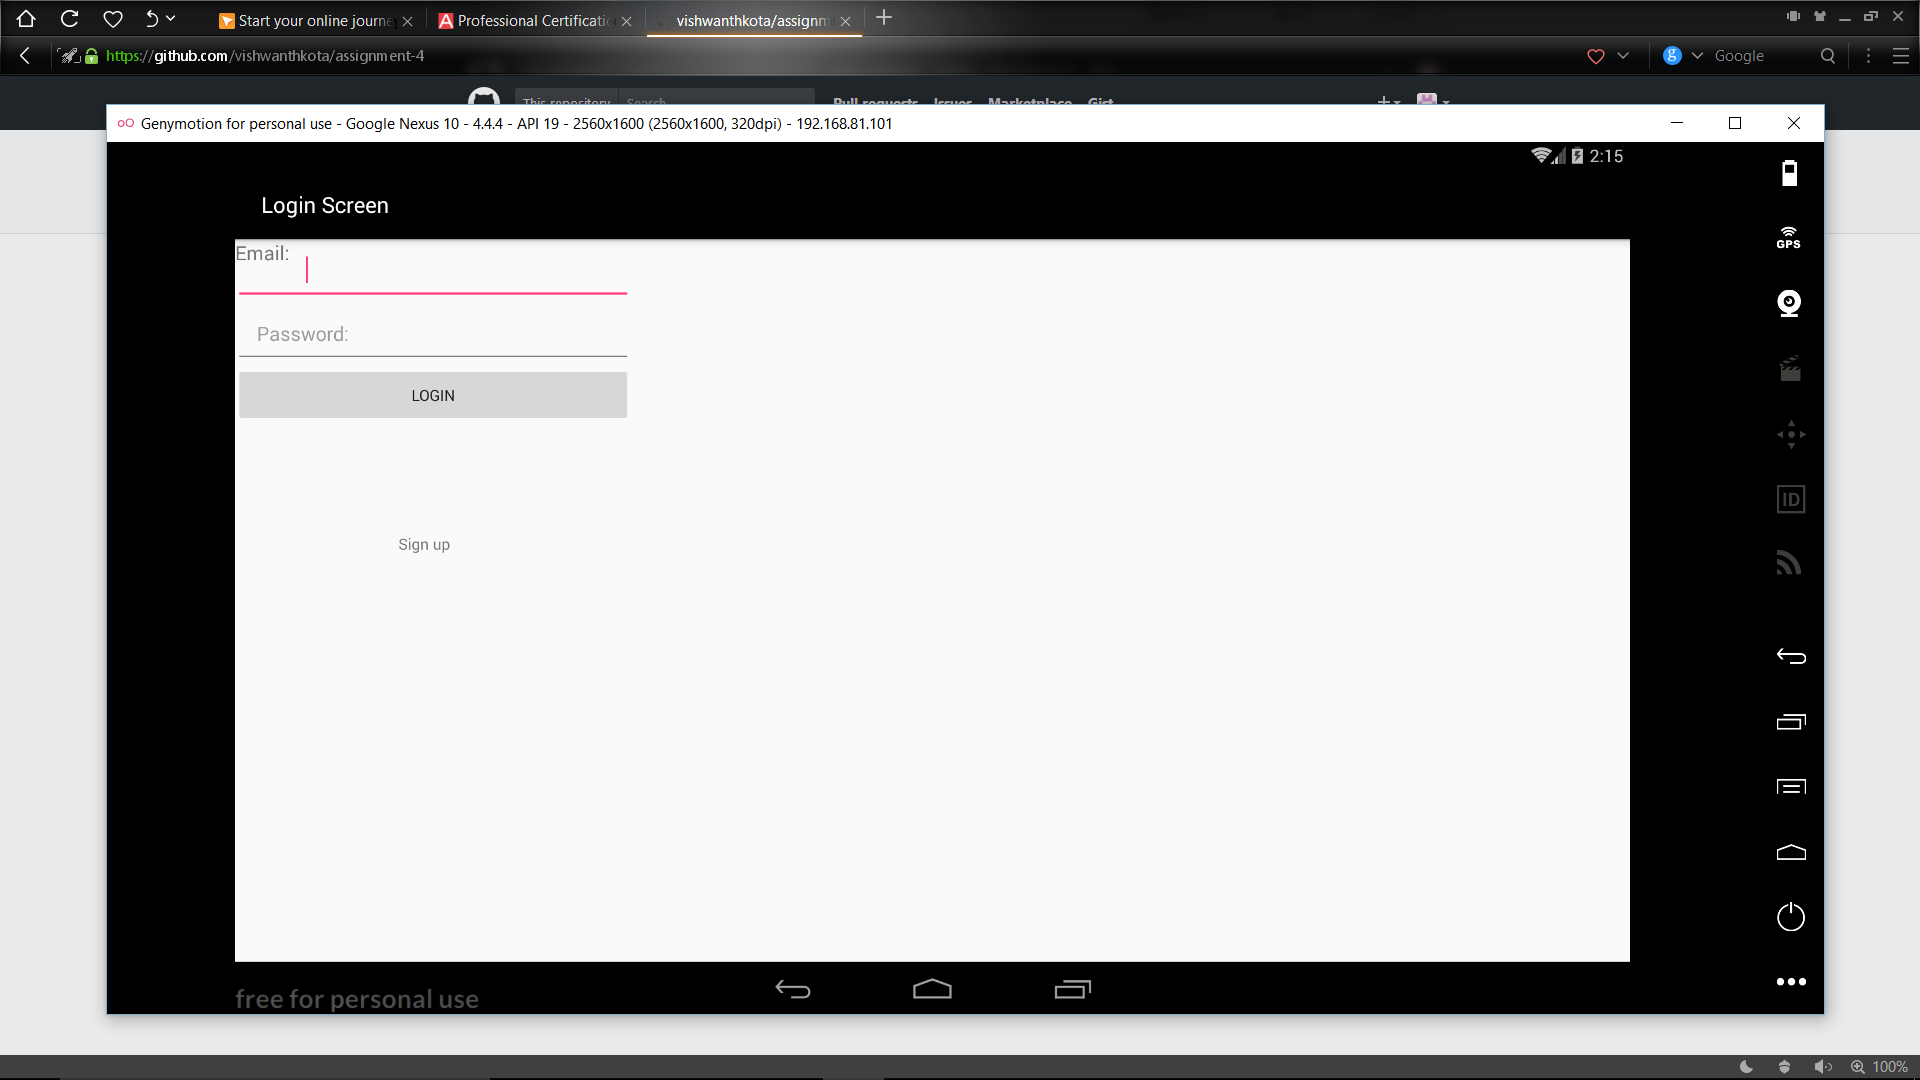 Start your online journe
Professional Certificati
vishwanthkota/assignm
https://github.com/vishwanthkota/assignment-4
g
Google
This repository
Search
Pull requests Issues Marketplace Gist
Genymotion for personal use - Google Nexus 10 - 4.4.4 - API 19 - 2560x1600 (2560x1600, 320dpi) - 192.168.81.101
2:15
Login Screen
GPS
Email:
Password:
LOGIN
ID
Sign up
free for personal use
100%